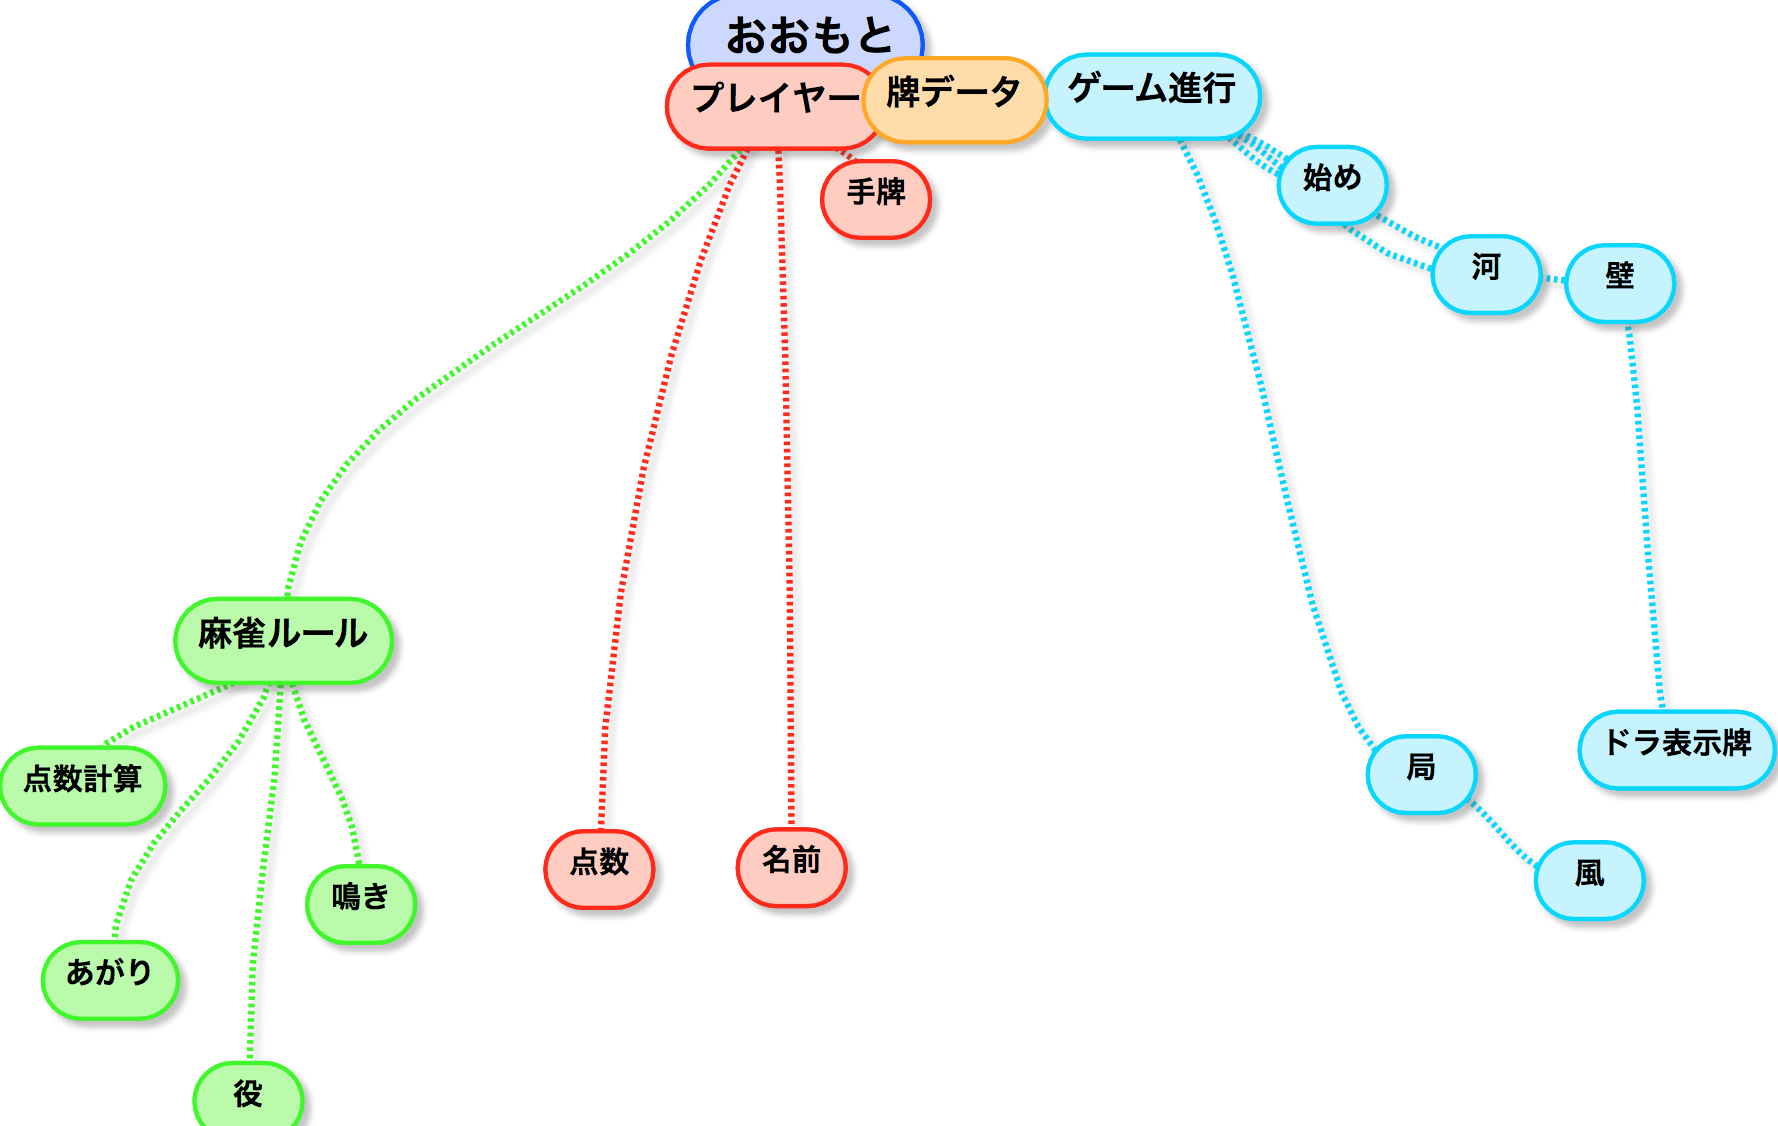 おおもと
プレイヤー
牌データ
ゲーム進行
手牌
始め
河
壁
麻雀ルール
点数計算
あがり
役
鳴き
点数
名前
局
風
ドラ表示牌